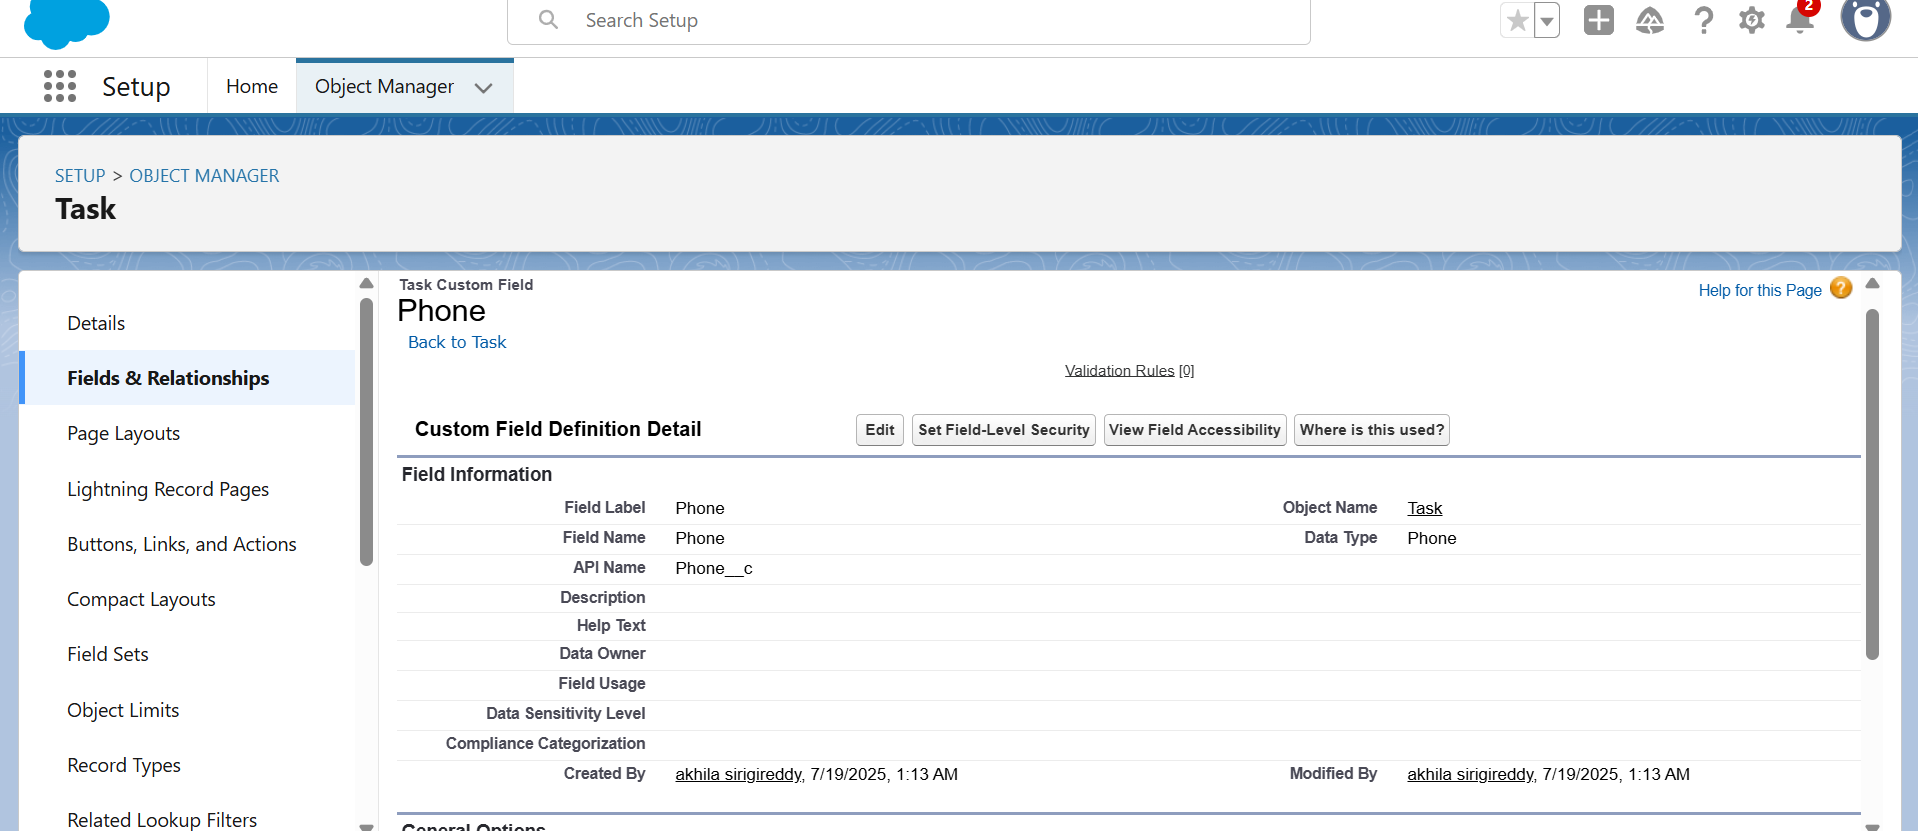 Search Setup
2
Setup
Home
Object Manager
SETUP > OBJECT MANAGER
Task
Details
Fields & Relationships
Page Layouts
Lightning Record Pages
Buttons, Links, and Actions
Compact Layouts
Field Sets
Object Limits
Record Types
Related Lookup Filters
Task Custom Field
Phone
Back to Task
Help for this Page ?
Validation Rules [0]
Custom Field Definition Detail
Edit
Set Field-Level Security
View Field Accessibility
Where is this used?
Field Information
Field Label Phone Object Name Task
Field Name Phone Data Type Phone
API Name Phone__c
Description
Help Text
Data Owner
Field Usage
Data Sensitivity Level
Compliance Categorization
Created By akhila sirigireddy, 7/19/2025, 1:13 AM Modified By akhila sirigireddy, 7/19/2025, 1:13 AM
General Options